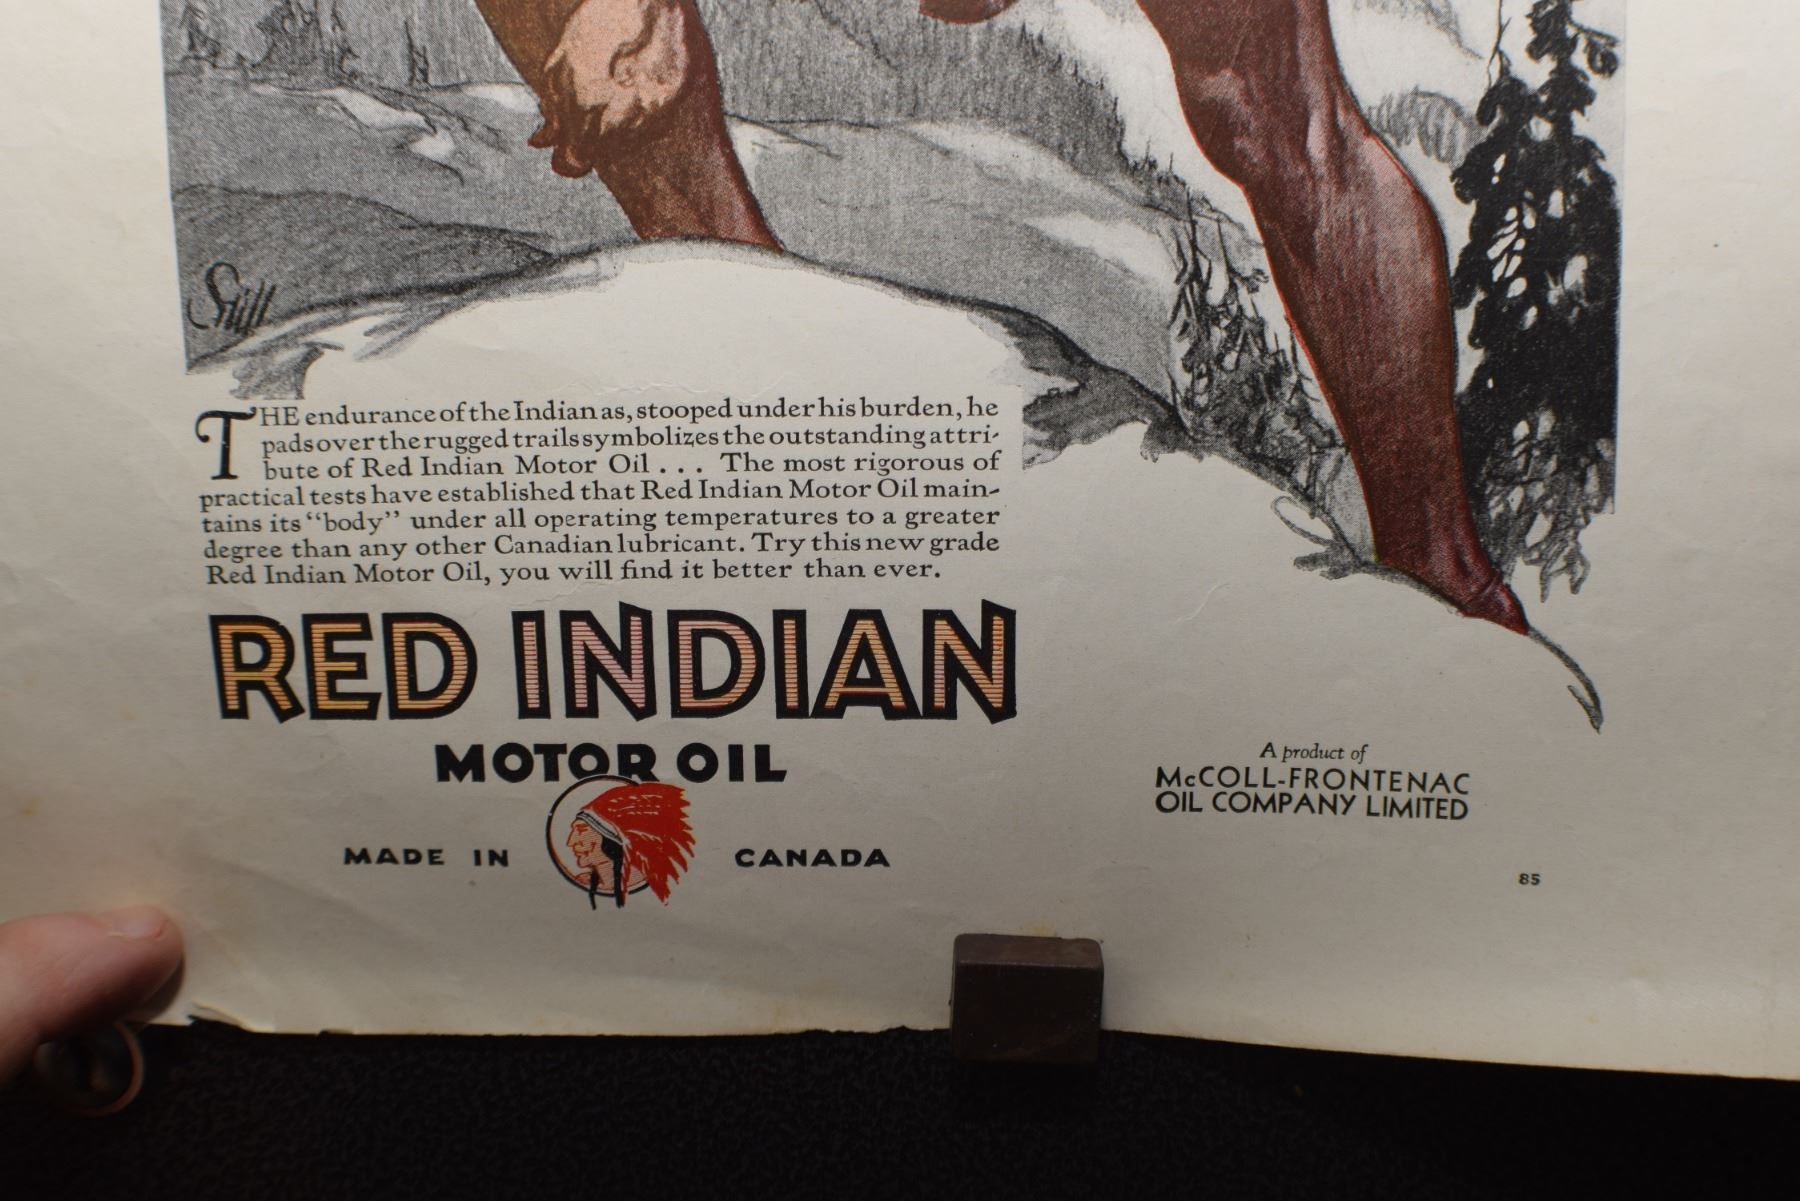 Still
THE endurance of the Indian as, stooped under his burden, he
pads over the rugged trails symbolizes the outstanding attri-
bute of Red Indian Motor Oil . . . The most rigorous of
practical tests have established that Red Indian Motor Oil main-
tains its "body" under all operating temperatures to a greater
degree than any other Canadian lubricant. Try this new grade
Red Indian Motor Oil, you will find it better than ever.
RED INDIAN
MOTOR OIL
MADE IN CANADA
A product of
McCOLL-FRONTENAC
OIL COMPANY LIMITED
85